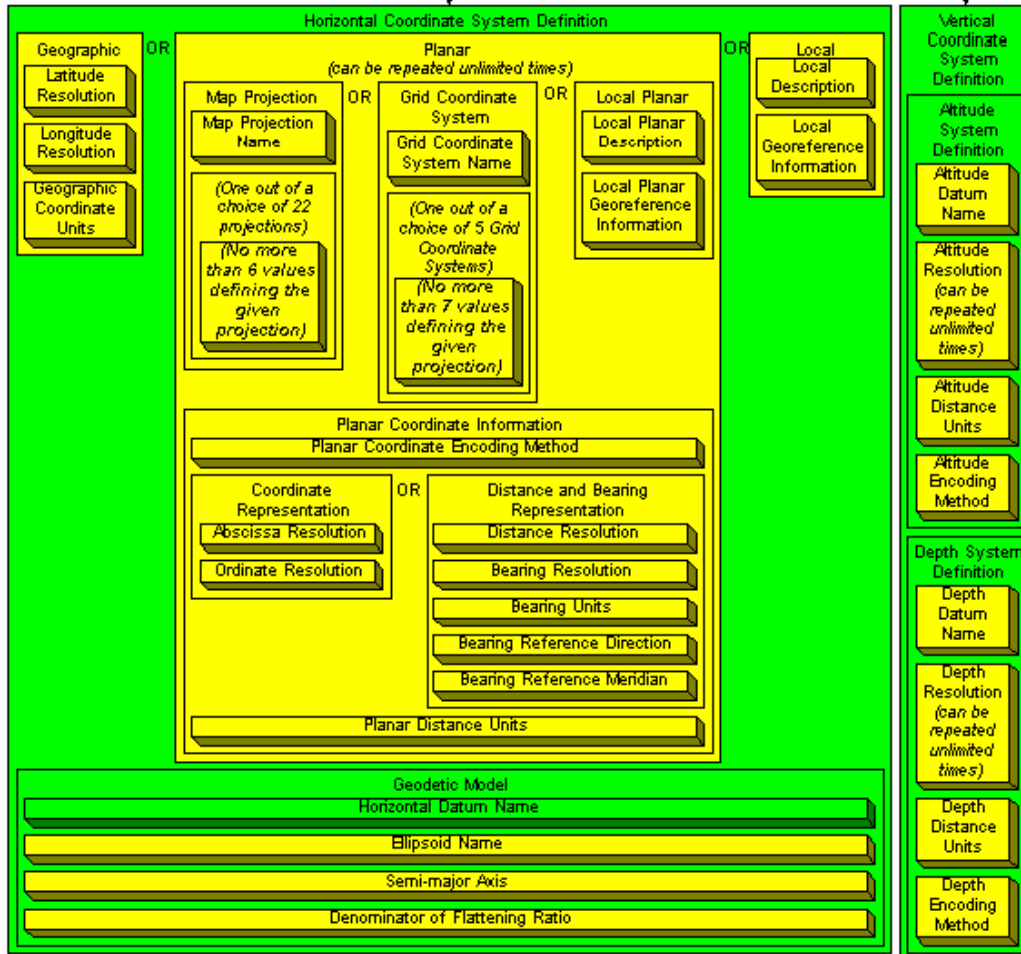 Horizontal Coordinate System Definition
Geographic
Latitude
Resolution
Longitude
Resolution
Geographic
Coordinate
Units
OR
Planar
(can be repeated unlimited times)
Map Projection
Map Projection
Name
(One out of a
choice of 22
projections)
(No more
than 6 values
defining the
given
projection)
OR
Grid Coordinate
System
Grid Coordinate
System Name
(One out of a
choice of 5 Grid
Coordinate
Systems)
(No more
than 7 values
defining the
given
projection)
OR
Local Planar
Local Planar
Description
Local Planar
Georeference
Information
Planar Coordinate Information
Planar Coordinate Encoding Method
Coordinate
Representation
Abscissa Resolution
Ordinate Resolution
OR
Distance and Bearing
Representation
Distance Resolution
Bearing Resolution
Bearing Units
Bearing Reference Direction
Bearing Reference Meridian
Planar Distance Units
OR
Local
Local
Description
Local
Georeference
Information
Geodetic Model
Horizontal Datum Name
Ellipsoid Name
Semi-major Axis
Denominator of Flattening Ratio
Vertical
Coordinate
System
Definition
Altitude
System
Definition
Altitude
Datum
Name
Altitude
Resolution
(can be
repeated
unlimited
times)
Altitude
Distance
Units
Altitude
Encoding
Method
Depth System
Definition
Depth
Datum
Name
Depth
Resolution
(can be
repeated
unlimited
times)
Depth
Distance
Units
Depth
Encoding
Method